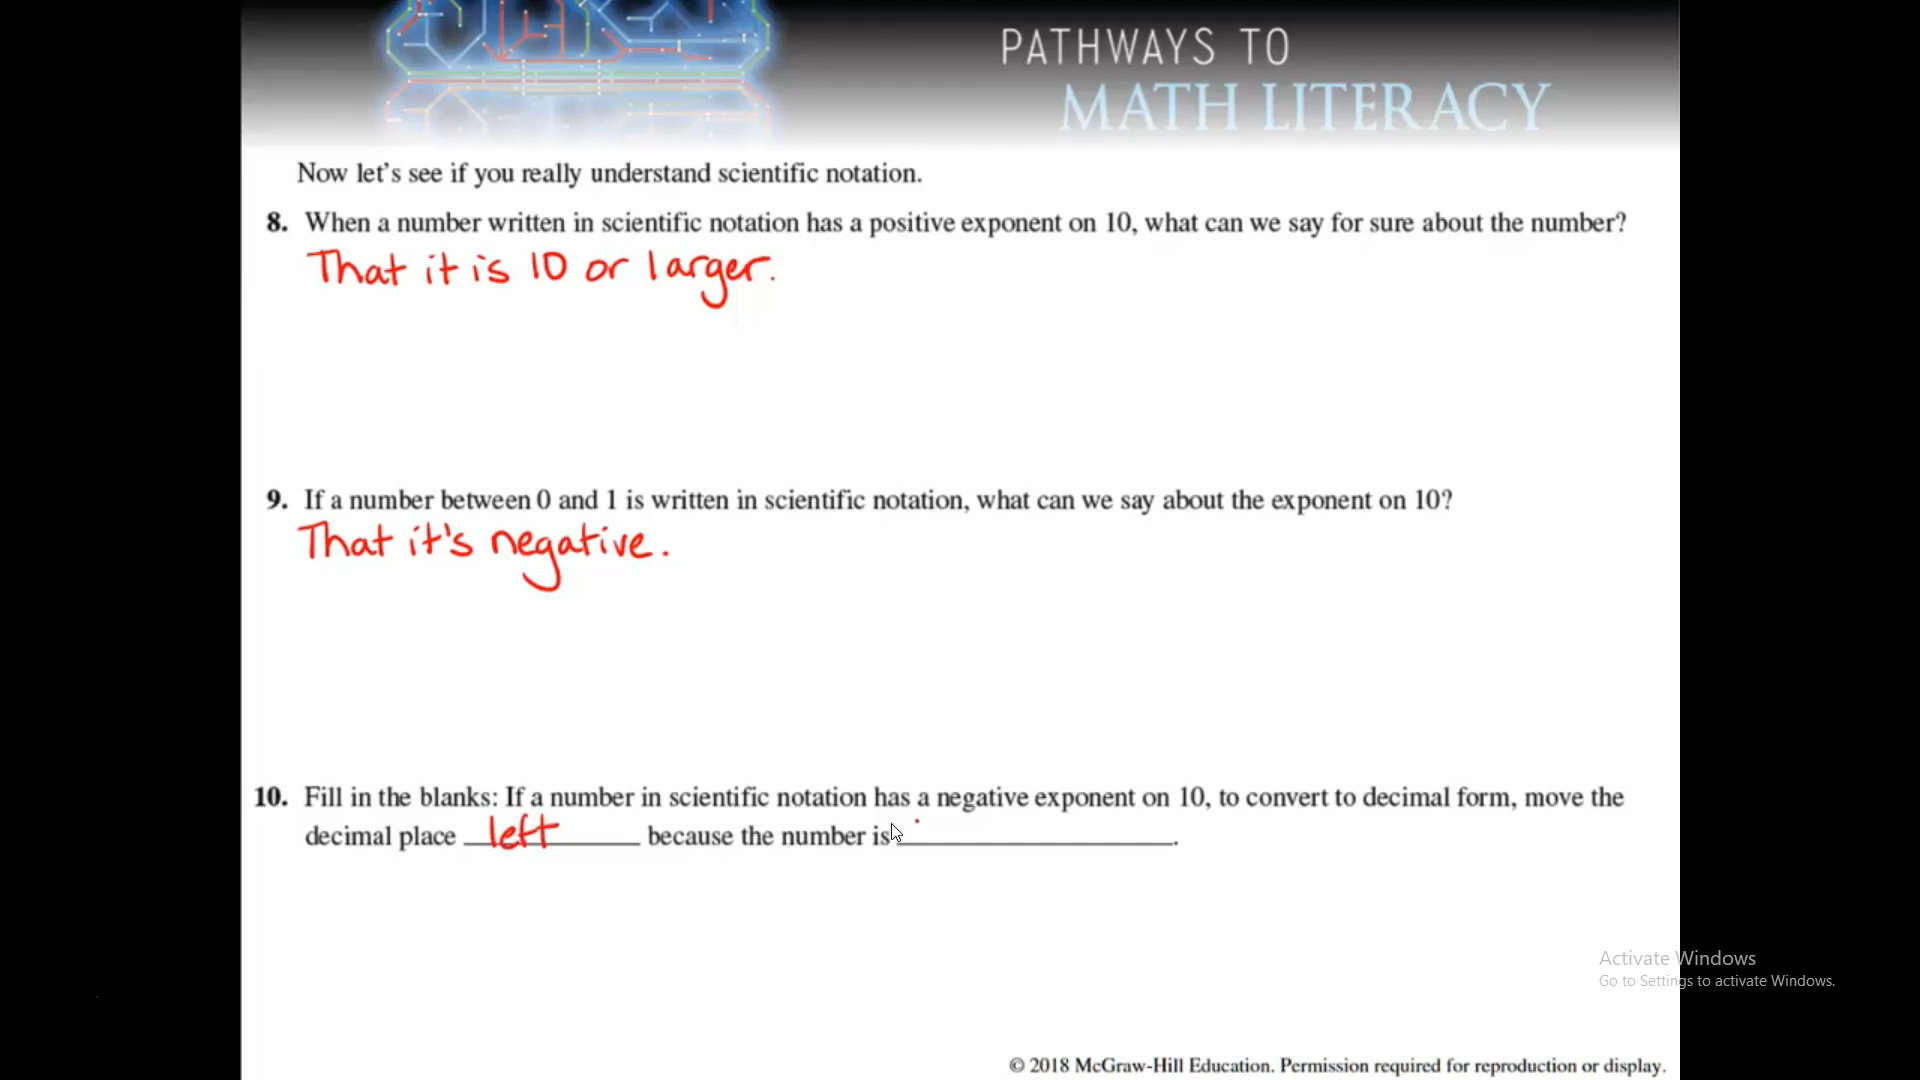 PATHWAYS TO
MATH LITERACY
Now let's see if you really understand scientific notation.
8. When a number written in scientific notation has a positive exponent on 10, what can we say for sure about the number?
That it is 10 or larger.
9. If a number between 0 and 1 is written in scientific notation, what can we say about the exponent on 10?
That it's negative.
10. Fill in the blanks: If a number in scientific notation has a negative exponent on 10, to convert to decimal form, move the
decimal place left because the number is ____________________.
Activate Windows
Go to Settings to activate Windows.
© 2018 McGraw-Hill Education. Permission required for reproduction or display.